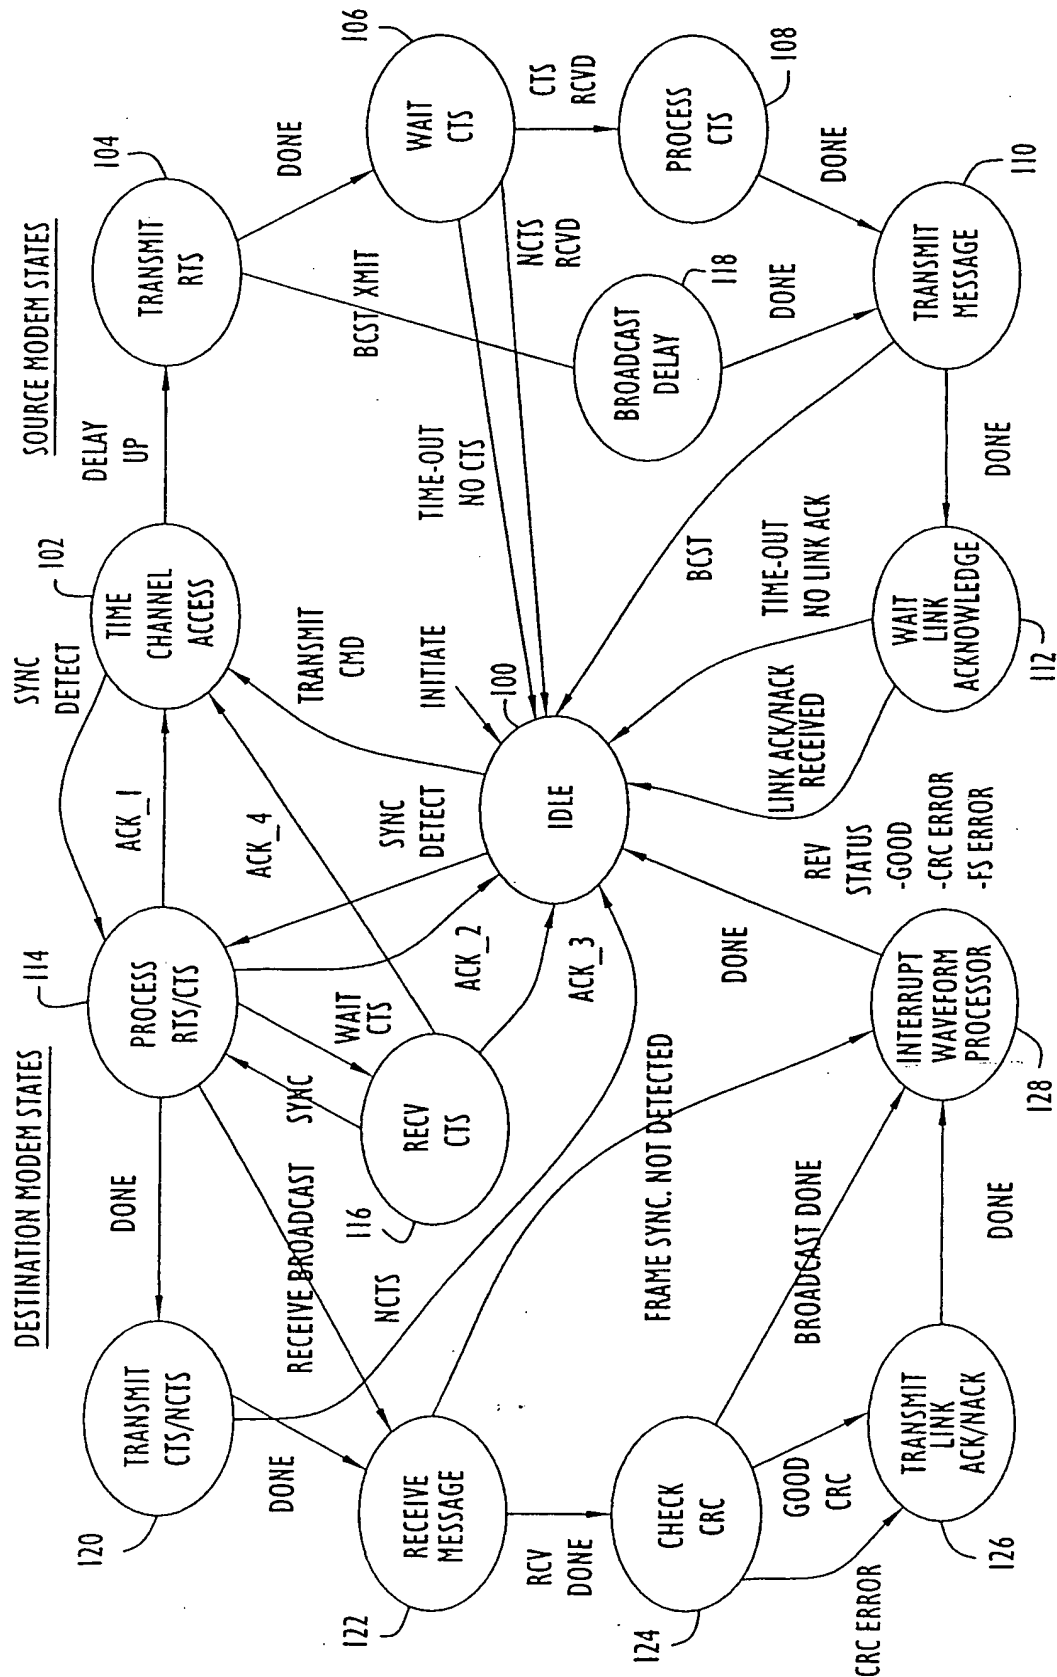 DESTINATION MODEM STATES
SOURCE MODEM STATES
120
TRANSMIT
CTS/NCTS
DONE
114
PROCESS
RTS/CTS
SYNC
DETECT
ACK_1
102
TIME
CHANNEL
ACCESS
DELAY
UP
104
TRANSMIT
RTS
DONE
106
WAIT
CTS
CTS
RCVD
108
PROCESS
CTS
DONE
110
TRANSMIT
MESSAGE
BCST XMIT
NCTS
RCVD
118
BROADCAST
DELAY
DONE
TIME-OUT
NO CTS
BCST
DONE
112
WAIT
LINK
ACKNOWLEDGE
TIME-OUT
NO LINK ACK
LINK ACK/NACK
RECEIVED
TRANSMIT
CMD
INITIATE
100
IDLE
SYNC
DETECT
ACK_4
ACK_2
ACK_3
WAIT
CTS
SYNC
116
RECV
CTS
RECEIVE BROADCAST
NCTS
DONE
122
RECEIVE
MESSAGE
RCV
DONE
FRAME SYNC. NOT DETECTED
124
CHECK
CRC
BROADCAST DONE
GOOD
CRC
CRC ERROR
126
TRANSMIT
LINK
ACK/NACK
DONE
128
INTERRUPT
WAVEFORM
PROCESSOR
DONE
REV
STATUS
-GOOD
-CRC ERROR
-FS ERROR